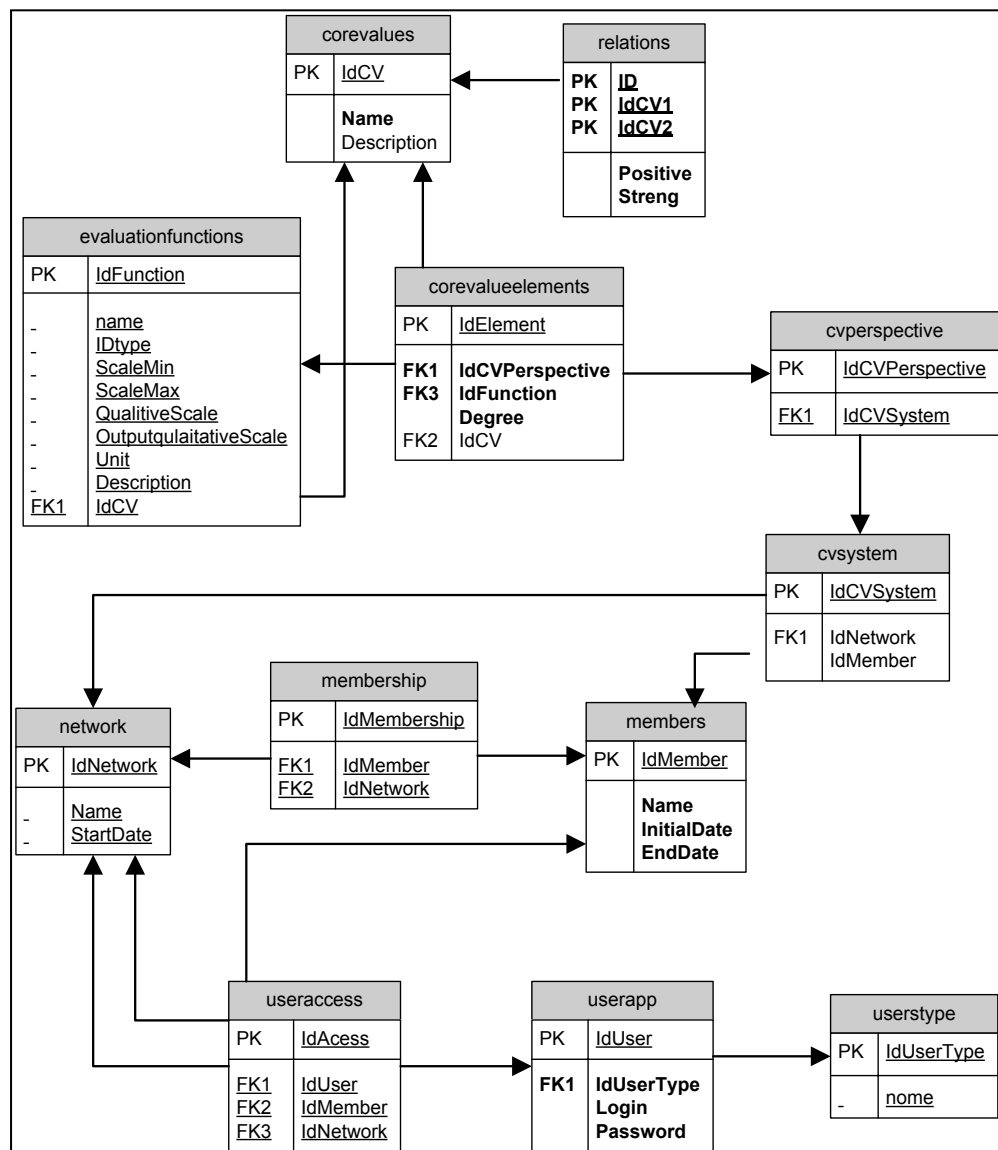 corevalues
PK IdCV
Name
Description
relations
PK ID
PK IdCV1
PK IdCV2
Positive
Streng
evaluationfunctions
PK IdFunction
_ name
_ IDtype
_ ScaleMin
_ ScaleMax
_ QualitiveScale
_ OutputqulaitativeScale
_ Unit
_ Description
FK1 IdCV
corevalueelements
PK IdElement
FK1 IdCVPerspective
FK3 IdFunction
Degree
FK2 IdCV
cvperspective
PK IdCVPerspective
FK1 IdCVSystem
cvsystem
PK IdCVSystem
FK1 IdNetwork
IdMember
membership
PK IdMembership
FK1 IdMember
FK2 IdNetwork
members
PK IdMember
Name
InitialDate
EndDate
network
PK IdNetwork
_ Name
_ StartDate
useraccess
PK IdAcess
FK1 IdUser
FK2 IdMember
FK3 IdNetwork
userapp
PK IdUser
FK1 IdUserType
Login
Password
userstype
PK IdUserType
_ nome